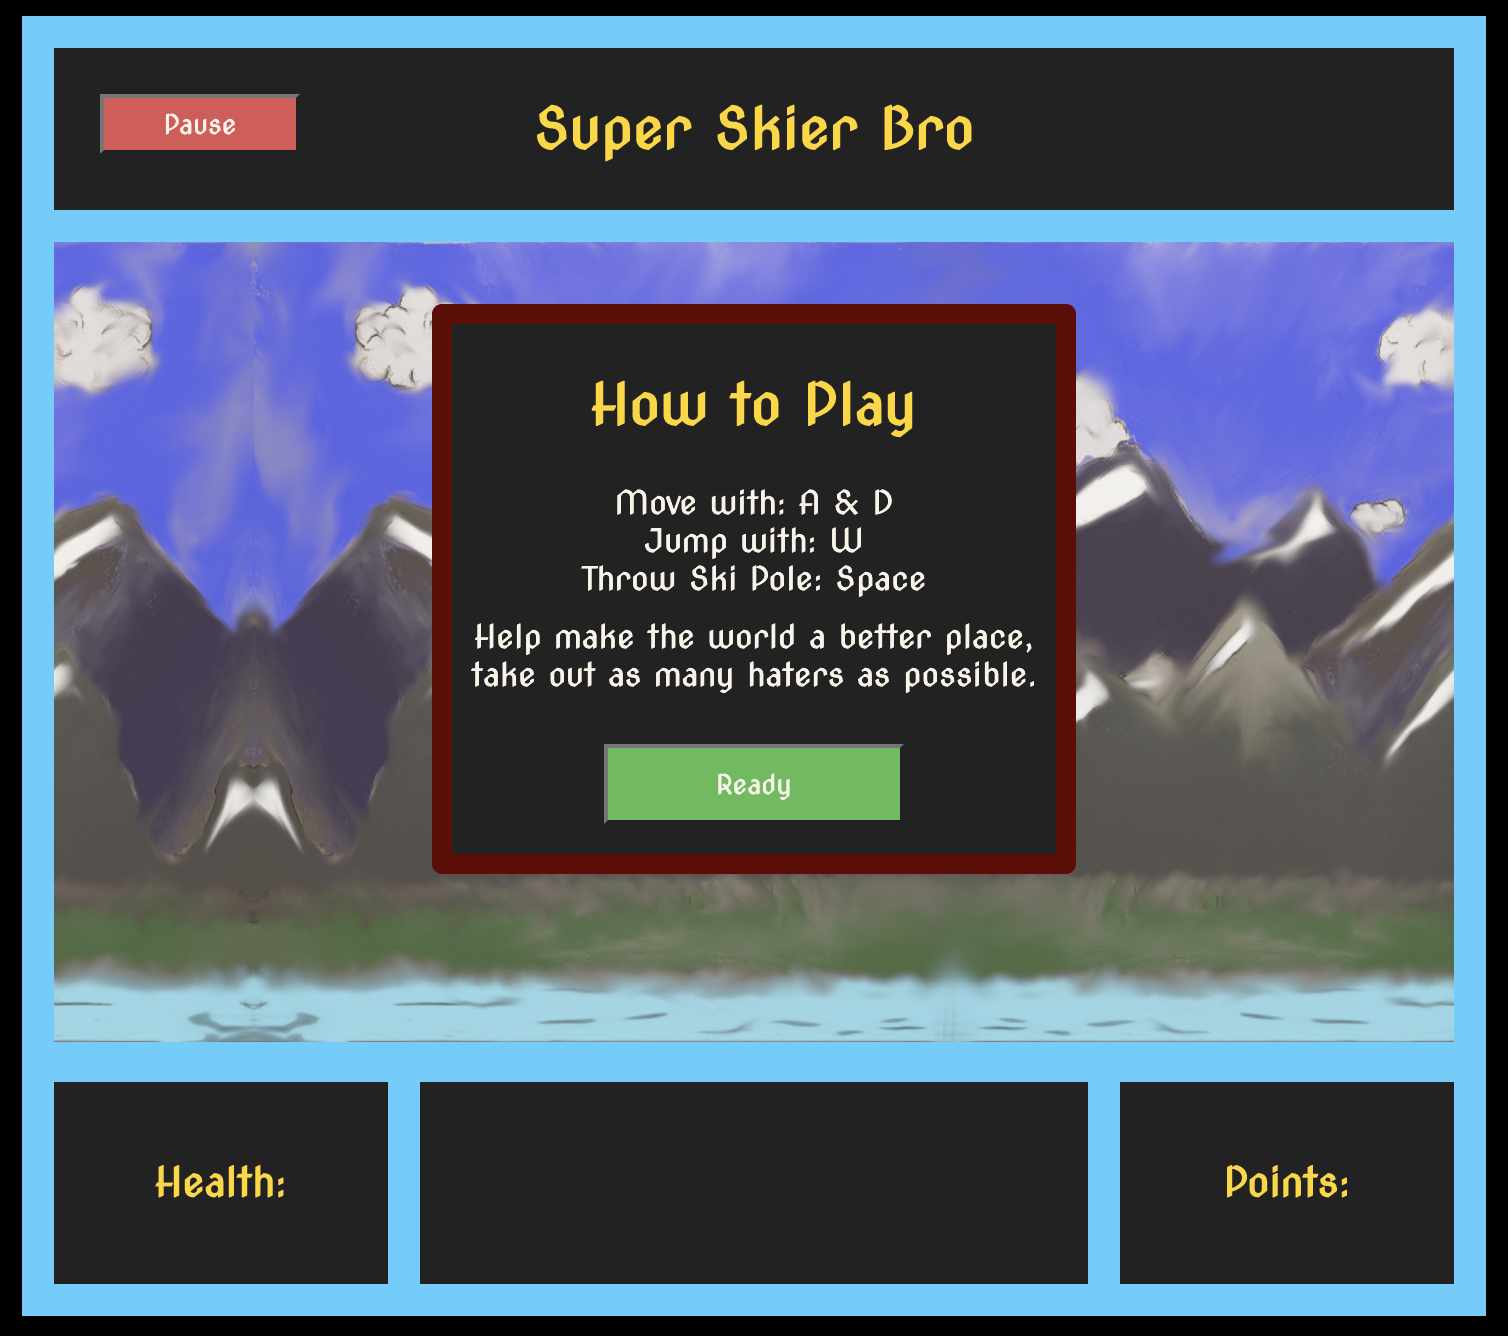 Pause
Super Skier Bro
How to Play
Move with: A & D
Jump with: W
Throw Ski Pole: Space
Help make the world a better place,
take out as many haters as possible.
Ready
Health:
Points: